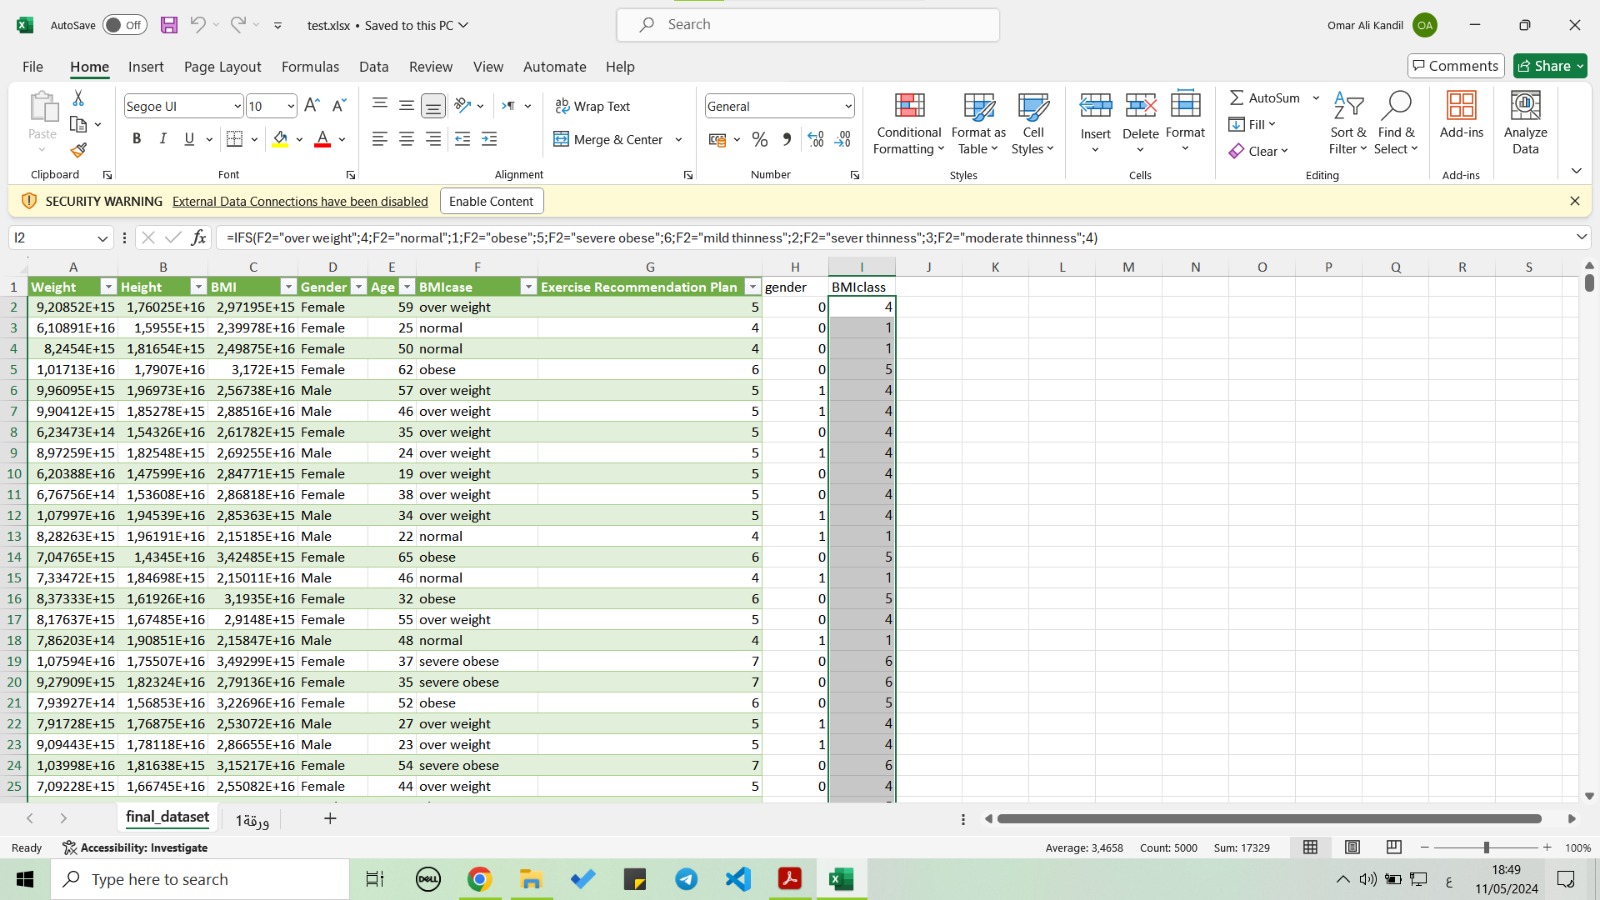 AutoSave Off test.xlsx • Saved to this PC Search Omar Ali Kandil OA
File Home Insert Page Layout Formulas Data Review View Automate Help Comments Share
Paste Segoe UI 10 Wrap Text General Conditional Formatting Format as Table Cell Styles Insert Delete Format AutoSum Fill Clear Sort & Filter Find & Select Add-ins Analyze Data
B I U Merge & Center % ,
Clipboard Font Alignment Number Styles Cells Editing Add-ins
SECURITY WARNING External Data Connections have been disabled Enable Content
I2 fx =IFS(F2="over weight";4;F2="normal";1;F2="obese";5;F2="severe obese";6;F2="mild thinness";2;F2="sever thinness";3;F2="moderate thinness";4)
A B C D E F G H I J K L M N O P Q R S
1 Weight Height BMI Gender Age BMIcase Exercise Recommendation Plan gender BMIclass
2 9,20852E+15 1,76025E+16 2,97195E+15 Female 59 over weight 5 0 4
3 6,10891E+16 1,5955E+15 2,39978E+16 Female 25 normal 4 0 1
4 8,2454E+15 1,81654E+15 2,49875E+16 Female 50 normal 4 0 1
5 1,01713E+16 1,7907E+16 3,172E+15 Female 62 obese 6 0 5
6 9,96095E+15 1,96973E+15 2,56738E+16 Male 57 over weight 5 1 4
7 9,90412E+15 1,85278E+15 2,88516E+16 Male 46 over weight 5 1 4
8 6,23473E+14 1,54326E+16 2,61782E+15 Female 35 over weight 5 0 4
9 8,97259E+15 1,82548E+15 2,69255E+16 Male 24 over weight 5 1 4
10 6,20388E+16 1,47599E+16 2,84771E+15 Female 19 over weight 5 0 4
11 6,76756E+14 1,53608E+16 2,86818E+16 Female 38 over weight 5 0 4
12 1,07997E+16 1,94539E+16 2,85363E+15 Male 34 over weight 5 1 4
13 8,28263E+15 1,96191E+16 2,15185E+16 Male 22 normal 4 1 1
14 7,04765E+15 1,4345E+16 3,42485E+15 Female 65 obese 6 0 5
15 7,33472E+15 1,84698E+15 2,15011E+16 Male 46 normal 4 1 1
16 8,37333E+15 1,61926E+16 3,1935E+16 Female 32 obese 6 0 5
17 8,17637E+15 1,67485E+16 2,9148E+15 Female 55 over weight 5 0 4
18 7,86203E+14 1,90851E+16 2,15847E+16 Male 48 normal 4 1 1
19 1,07594E+16 1,75507E+16 3,49299E+15 Female 37 severe obese 7 0 6
20 9,27909E+15 1,82324E+16 2,79136E+16 Female 35 severe obese 7 0 6
21 7,93927E+14 1,56853E+16 3,22696E+16 Female 52 obese 6 0 5
22 7,91728E+15 1,76875E+16 2,53072E+16 Male 27 over weight 5 1 4
23 9,09443E+15 1,78118E+16 2,86655E+16 Male 23 over weight 5 1 4
24 1,03998E+16 1,81638E+15 3,15217E+16 Female 54 severe obese 7 0 6
25 7,09228E+15 1,66745E+16 2,55082E+16 Female 44 over weight 5 0 4
final_dataset ورقة1
Ready Accessibility: Investigate Average: 3,4658 Count: 5000 Sum: 17329 100%
Type here to search DELL ع 18:49
11/05/2024